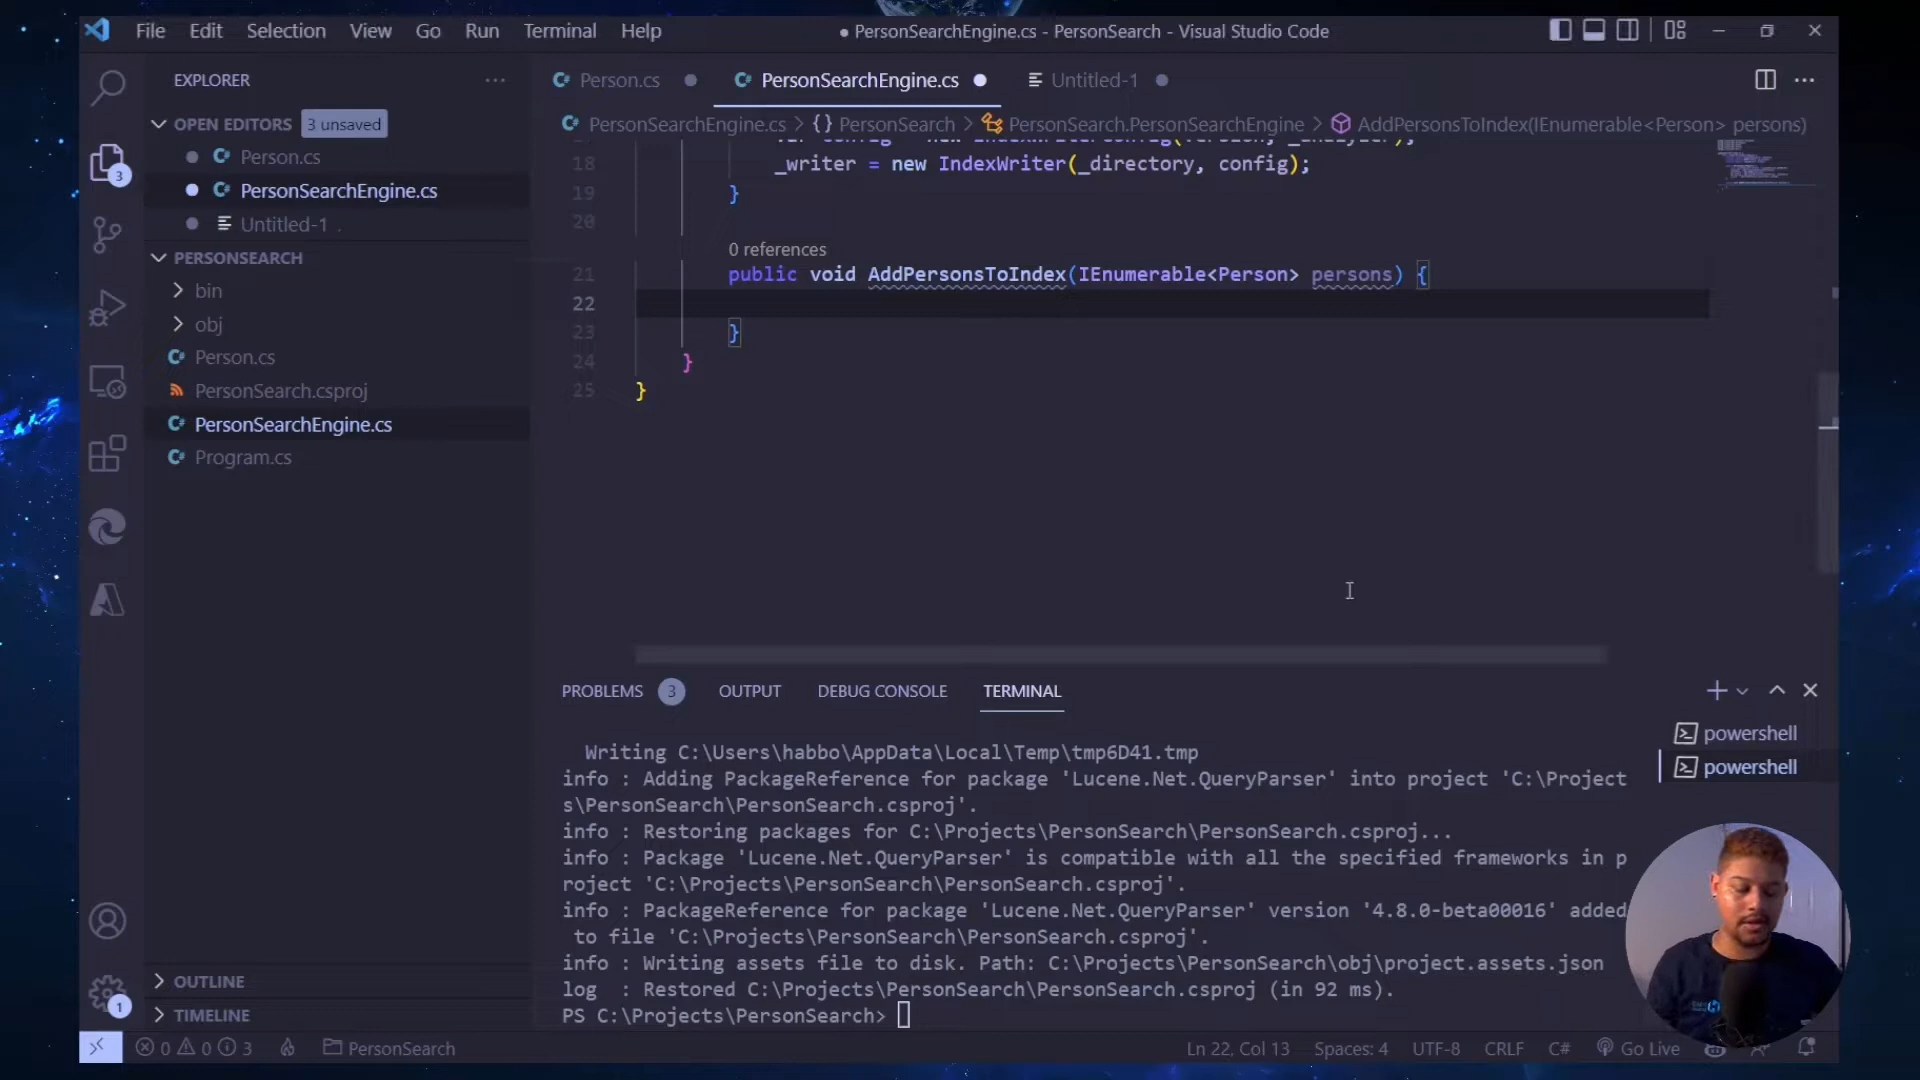 File Edit Selection View Go Run Terminal Help
● PersonSearchEngine.cs - PersonSearch - Visual Studio Code
EXPLORER
OPEN EDITORS 3 unsaved
Person.cs
PersonSearchEngine.cs
Untitled-1
3
PERSONSEARCH
bin
obj
Person.cs
PersonSearch.csproj
PersonSearchEngine.cs
Program.cs
OUTLINE
TIMELINE
1
Person.cs
PersonSearchEngine.cs
Untitled-1
PersonSearchEngine.cs > {} PersonSearch > PersonSearch.PersonSearchEngine > AddPersonsToIndex(IEnumerable<Person> persons)
18 _writer = new IndexWriter(_directory, config);
19 }
20
0 references
21 public void AddPersonsToIndex(IEnumerable<Person> persons) {
22
23 }
24 }
25 }
PROBLEMS 3 OUTPUT DEBUG CONSOLE TERMINAL
powershell
powershell
Writing C:\Users\habbo\AppData\Local\Temp\tmp6D41.tmp
info : Adding PackageReference for package 'Lucene.Net.QueryParser' into project 'C:\Project
s\PersonSearch\PersonSearch.csproj'.
info : Restoring packages for C:\Projects\PersonSearch\PersonSearch.csproj...
info : Package 'Lucene.Net.QueryParser' is compatible with all the specified frameworks in p
roject 'C:\Projects\PersonSearch\PersonSearch.csproj'.
info : PackageReference for package 'Lucene.Net.QueryParser' version '4.8.0-beta00016' added
to file 'C:\Projects\PersonSearch\PersonSearch.csproj'.
info : Writing assets file to disk. Path: C:\Projects\PersonSearch\obj\project.assets.json
log : Restored C:\Projects\PersonSearch\PersonSearch.csproj (in 92 ms).
PS C:\Projects\PersonSearch>
0 0 3 PersonSearch
Ln 22, Col 13 Spaces: 4 UTF-8 CRLF C# Go Live